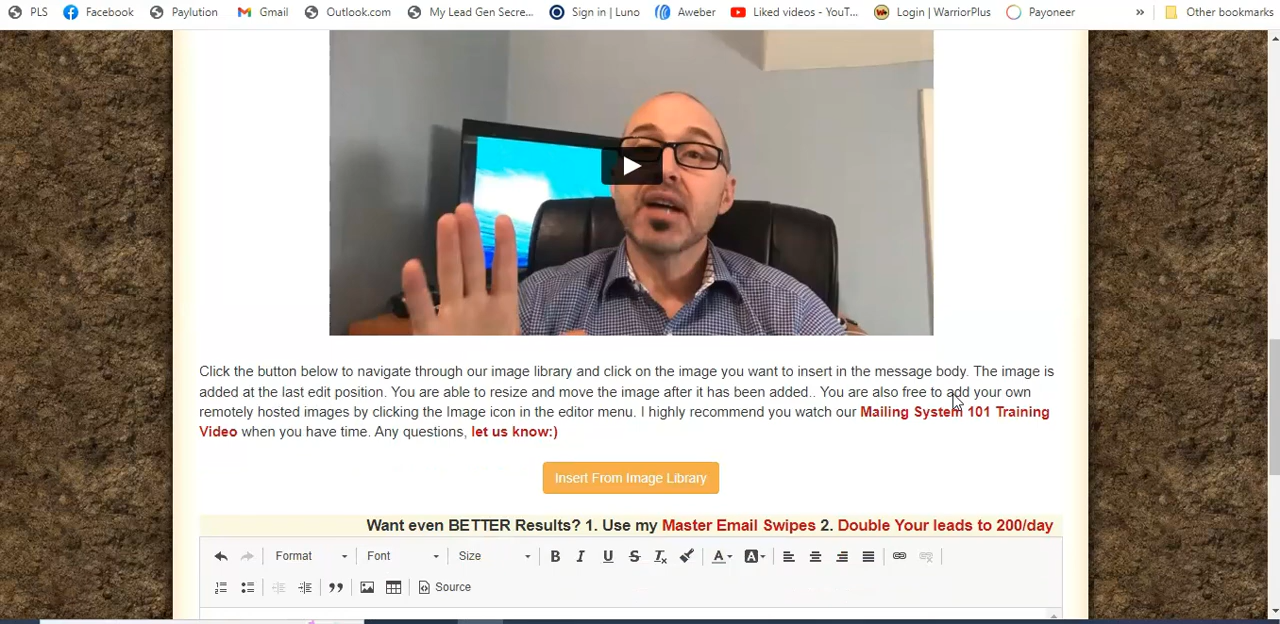 PLS Facebook Paylution Gmail Outlook.com My Lead Gen Secre... Sign in | Luno Aweber Liked videos - YouT... Login | WarriorPlus Payoneer » Other bookmarks
Click the button below to navigate through our image library and click on the image you want to insert in the message body. The image is
added at the last edit position. You are able to resize and move the image after it has been added.. You are also free to add your own
remotely hosted images by clicking the Image icon in the editor menu. I highly recommend you watch our Mailing System 101 Training
Video when you have time. Any questions, let us know:)
Insert From Image Library
Want even BETTER Results? 1. Use my Master Email Swipes 2. Double Your leads to 200/day
Format Font Size B I U S Tx A A
Source